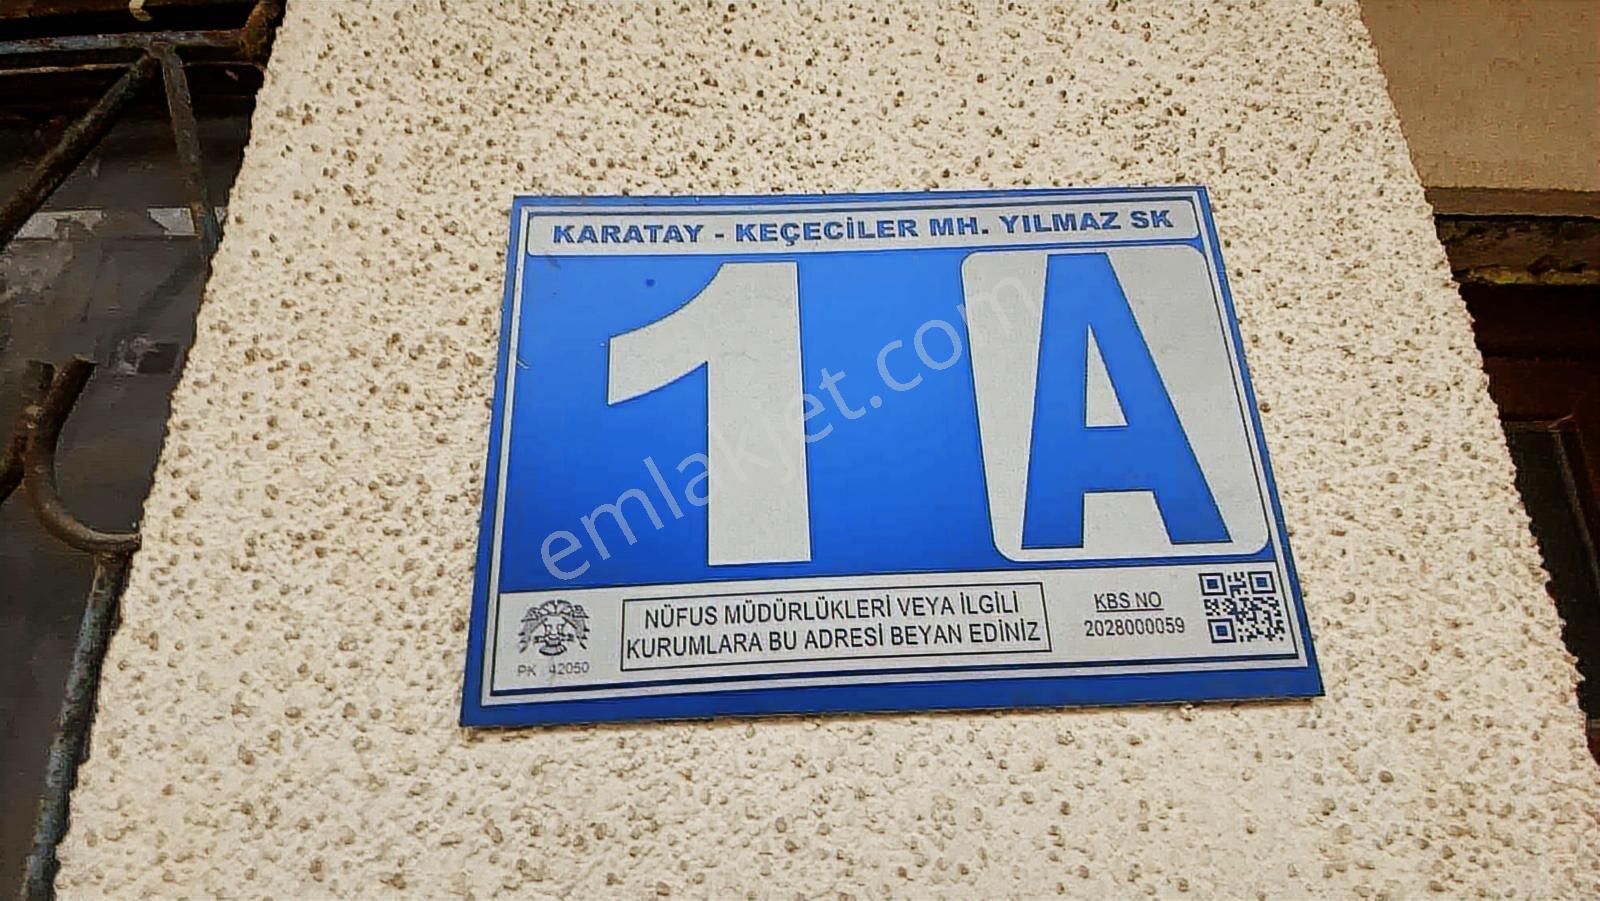 KARATAY - KEÇECİLER MH. YILMAZ SK
1 A
NÜFUS MÜDÜRLÜKLERİ VEYA İLGİLİ
KURUMLARA BU ADRESİ BEYAN EDİNİZ
KBS NO
2028000059
PK : 42050
emlakjet.com